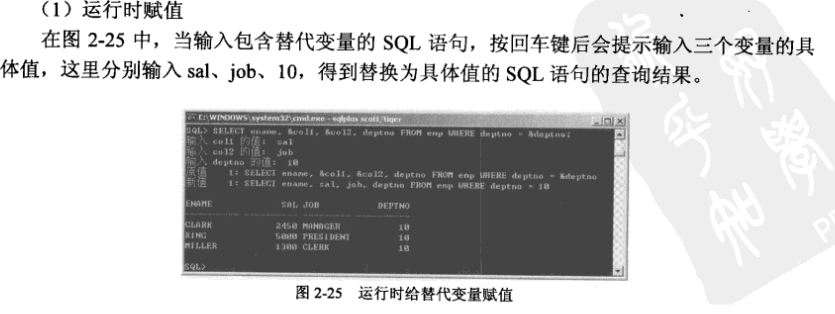 （1）运行时赋值
在图 2-25 中，当输入包含替代变量的 SQL 语句，按回车键后会提示输入三个变量的具
体值，这里分别输入 sal、job、10，得到替换为具体值的 SQL 语句的查询结果。
C:\WINDOWS\system32\cmd.exe - sqlplus scott/tiger
SQL> SELECT ename, &col1, &col2, deptno FROM emp WHERE deptno = &deptno;
输入 col1 的值: sal
输入 col2 的值: job
输入 deptno 的值: 10
原值 1: SELECT ename, &col1, &col2, deptno FROM emp WHERE deptno = &deptno
新值 1: SELECT ename, sal, job, deptno FROM emp WHERE deptno = 10
ENAME SAL JOB DEPTNO
CLARK 2450 MANAGER 10
KING 5000 PRESIDENT 10
MILLER 1300 CLERK 10
SQL>
图 2-25 运行时给替代变量赋值